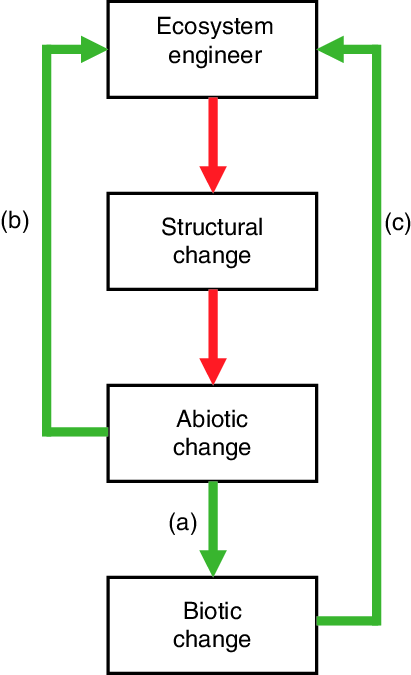 Ecosystem
engineer
(b)
(c)
Structural
change
Abiotic
change
(a)
Biotic
change